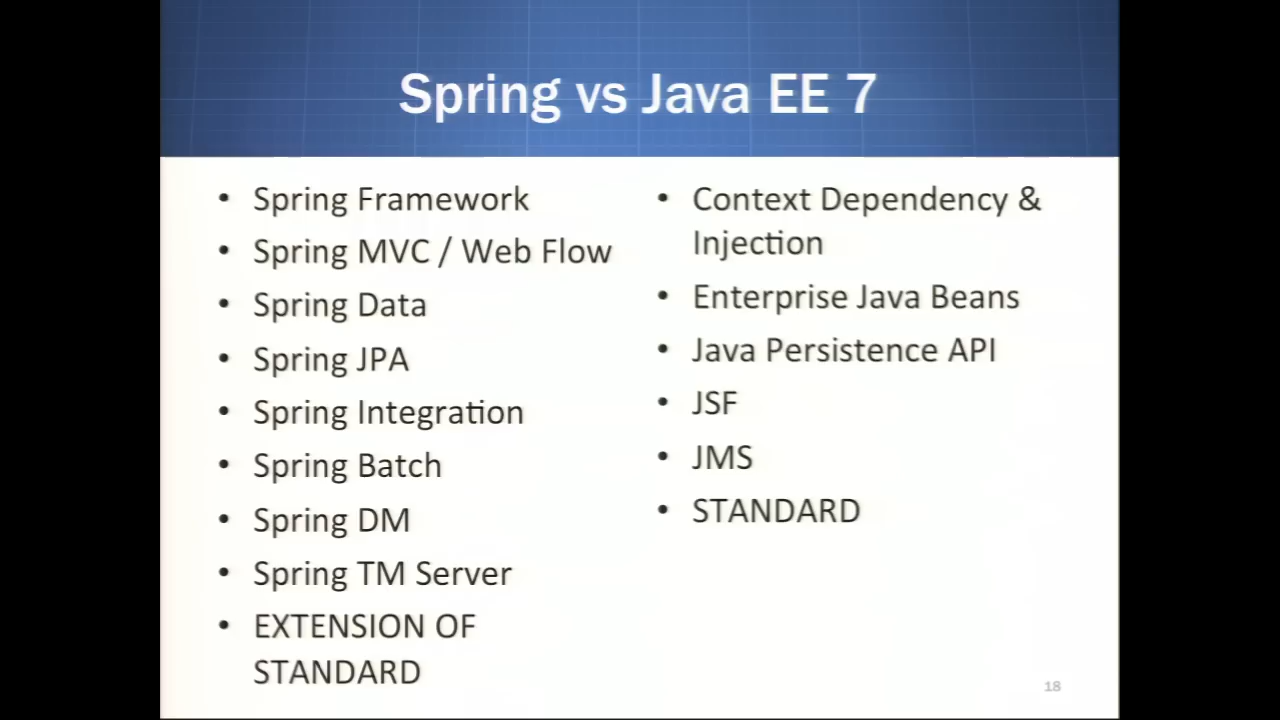 Spring vs Java EE 7
• Spring Framework
• Spring MVC / Web Flow
• Spring Data
• Spring JPA
• Spring Integration
• Spring Batch
• Spring DM
• Spring TM Server
• EXTENSION OF
STANDARD
• Context Dependency &
Injection
• Enterprise Java Beans
• Java Persistence API
• JSF
• JMS
• STANDARD
18